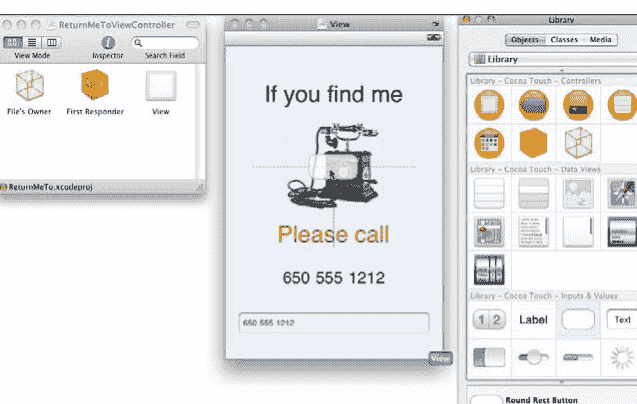 ReturnMeToViewController
View Mode
Inspector
Search Field
File's Owner
First Responder
View
ReturnMeTo.xcodeproj
View
If you find me
Please call
650 555 1212
650 555 1212
View
Library
Objects
Classes
Media
Library
Library – Cocoa Touch – Controllers
Library – Cocoa Touch – Data Views
Library – Cocoa Touch – Inputs & Values
1 2
Label
Text
Round Rect Button